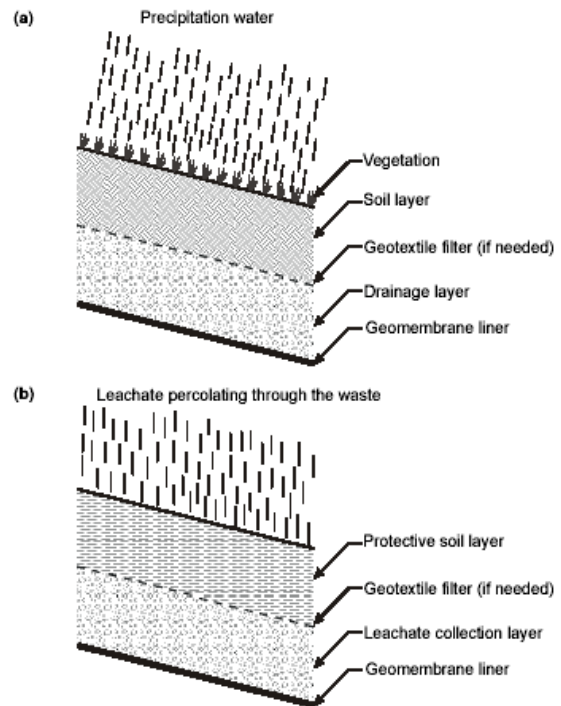 (a)
Precipitation water
Vegetation
Soil layer
Geotextile filter (if needed)
Drainage layer
Geomembrane liner
(b)
Leachate percolating through the waste
Protective soil layer
Geotextile filter (if needed)
Leachate collection layer
Geomembrane liner